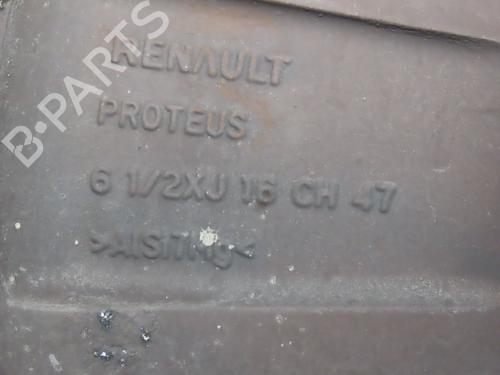 B-PARTS
RENAULT
PROTEUS
6 1/2XJ 16 CH 47
>AlSi7Mg<